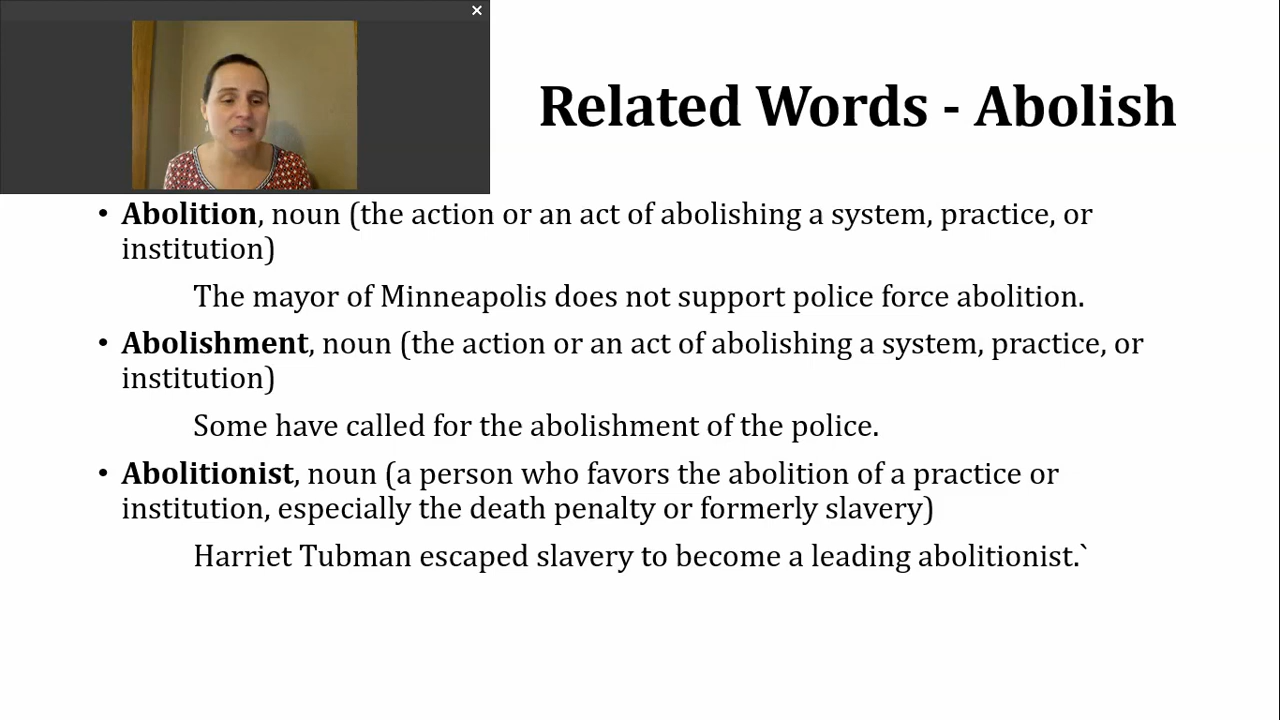 Related Words - Abolish
• Abolition, noun (the action or an act of abolishing a system, practice, or
institution)
The mayor of Minneapolis does not support police force abolition.
• Abolishment, noun (the action or an act of abolishing a system, practice, or
institution)
Some have called for the abolishment of the police.
• Abolitionist, noun (a person who favors the abolition of a practice or
institution, especially the death penalty or formerly slavery)
Harriet Tubman escaped slavery to become a leading abolitionist.`